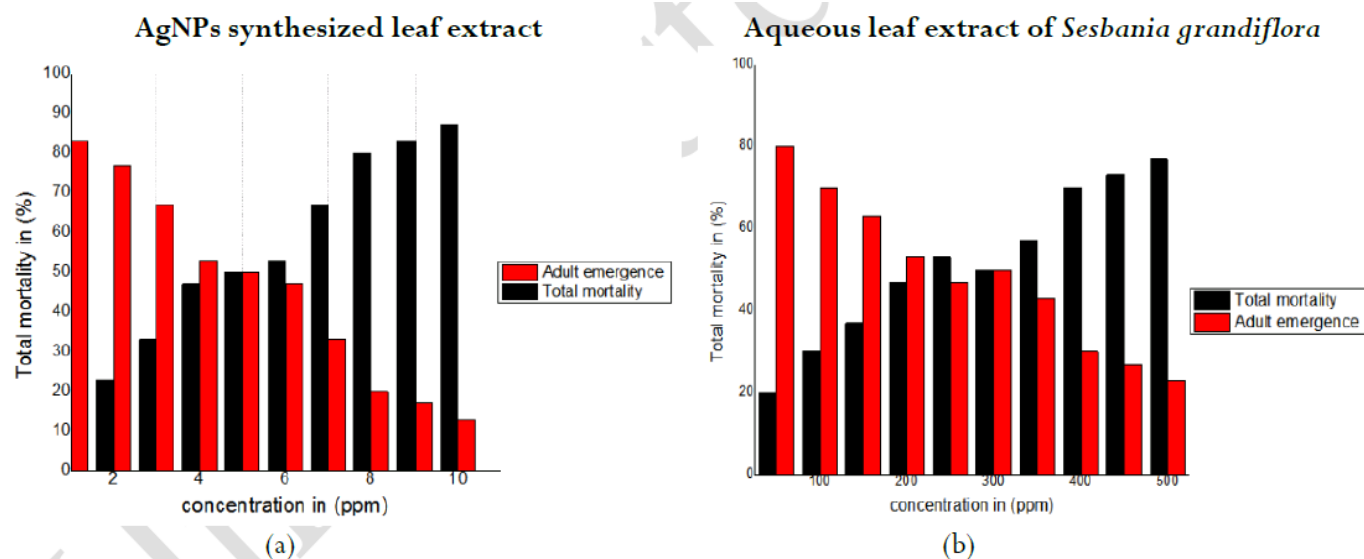 AgNPs synthesized leaf extract
100
90
80
70
60
50
40
30
20
10
0
Total mortality in (%)
2
4
6
8
10
concentration in (ppm)
Adult emergence
Total mortality
(a)
Aqueous leaf extract of Sesbania grandiflora
100
80
60
40
20
0
Total mortality in (%)
100
200
300
400
500
concentration in (ppm)
Total mortality
Adult emergence
(b)